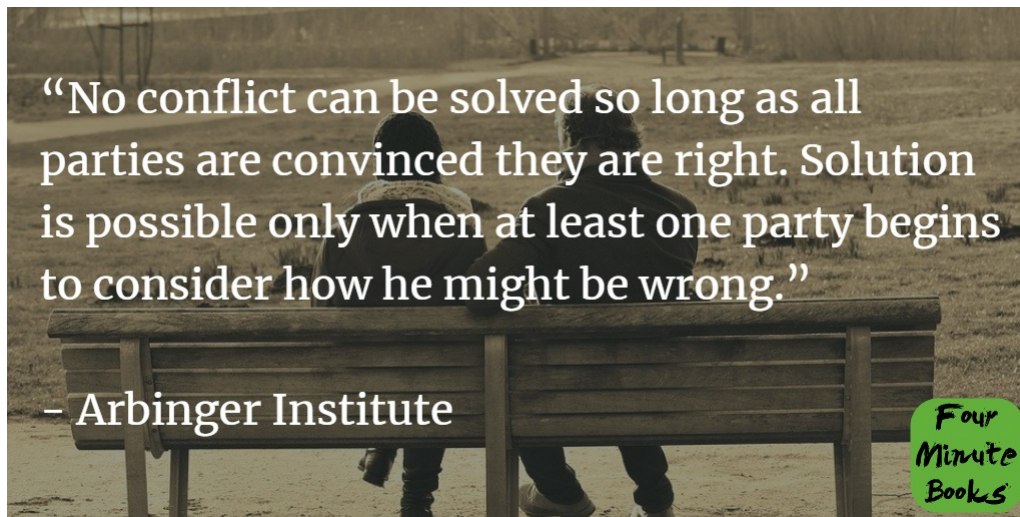 “No conflict can be solved so long as all
parties are convinced they are right. Solution
is possible only when at least one party begins
to consider how he might be wrong.”
- Arbinger Institute
Four
Minute
Books